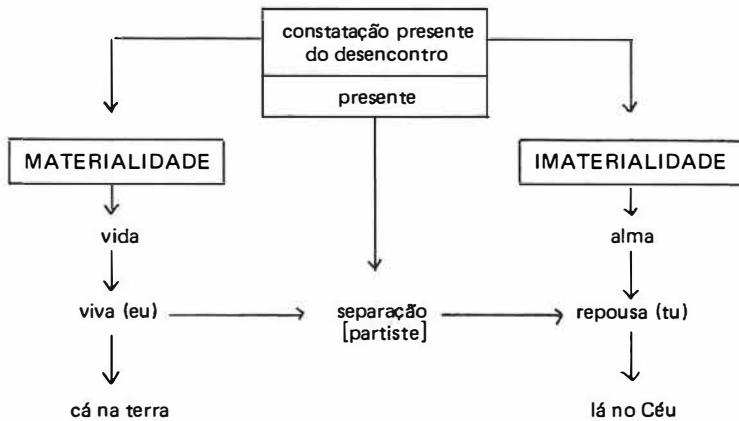 constatação presente
do desencontro
presente
MATERIALIDADE
IMATERIALIDADE
vida
alma
viva (eu)
separação
[partiste]
repousa (tu)
cá na terra
lá no Céu